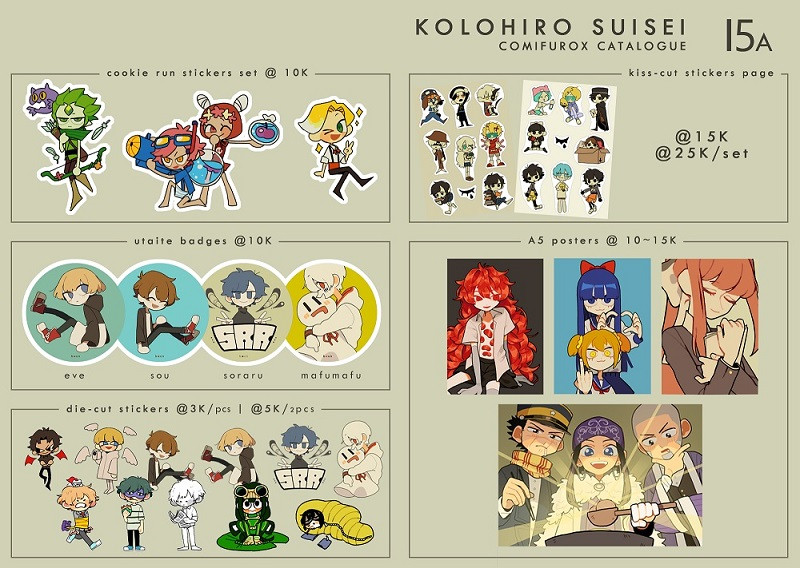 KOLOHIRO SUISEI
COMIFUROX CATALOGUE
15A
cookie run stickers set @ 10K
kiss-cut stickers page
@15K
@25K/set
utaite badges @10K
SRR
eve
sou
soraru
mafumafu
A5 posters @ 10~15K
die-cut stickers @3K/pcs | @5K/2pcs
SRR